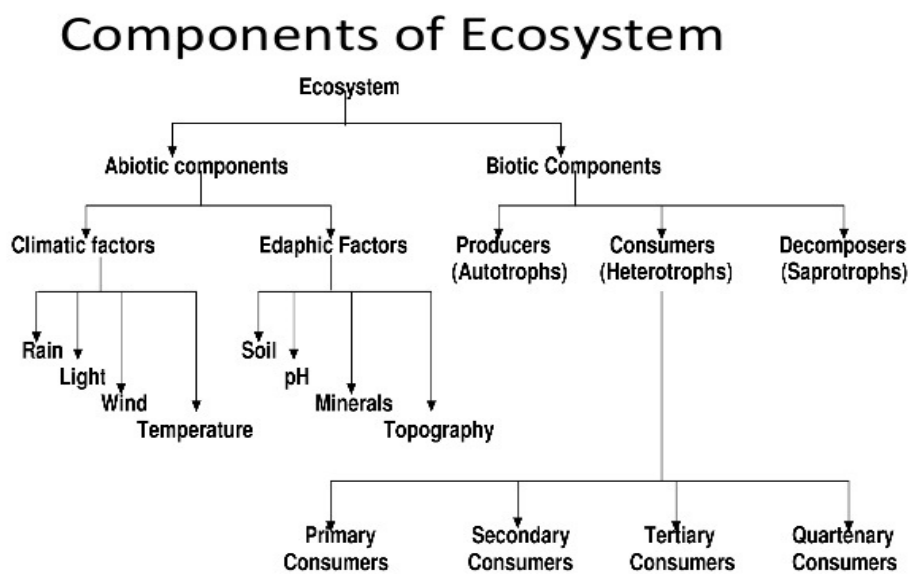 Components of Ecosystem
Ecosystem
Abiotic components
Biotic Components
Climatic factors
Edaphic Factors
Producers
(Autotrophs)
Consumers
(Heterotrophs)
Decomposers
(Saprotrophs)
Rain
Light
Wind
Temperature
Soil
pH
Minerals
Topography
Primary
Consumers
Secondary
Consumers
Tertiary
Consumers
Quartenary
Consumers